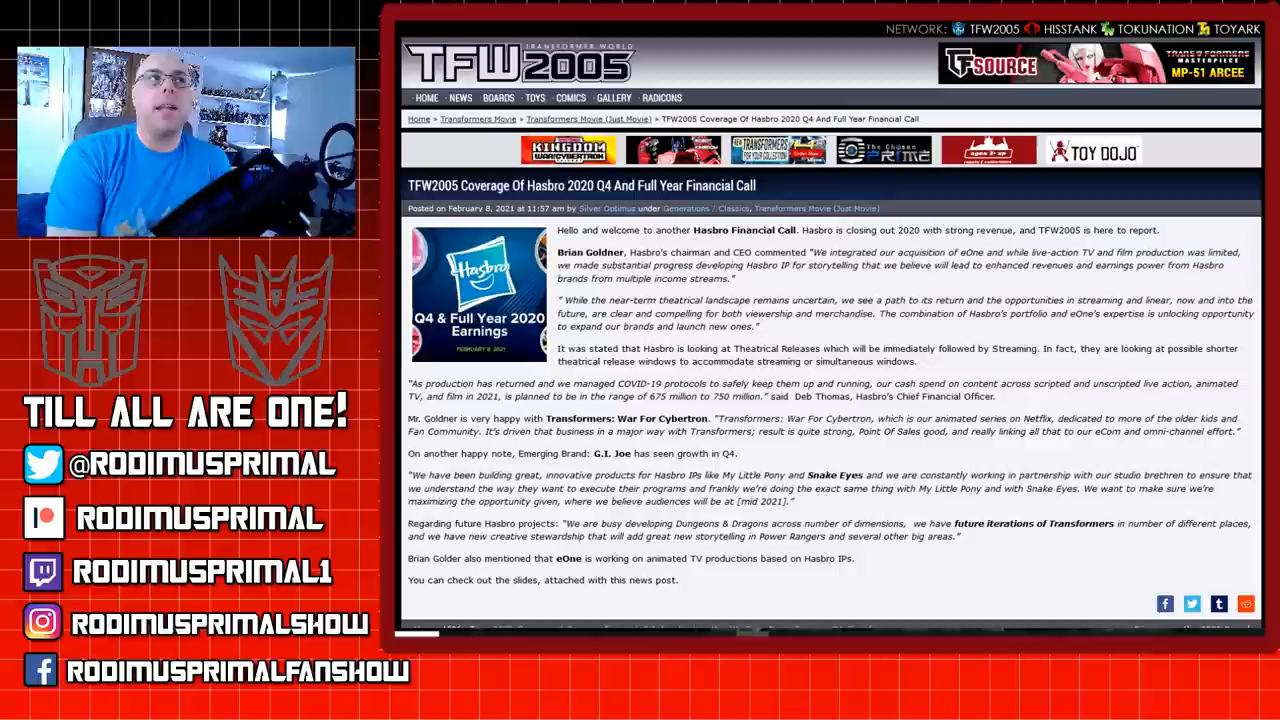 NETWORK: TFW2005 HISSTANK TOKUNATION TOYARK
TRANSFORMER WORLD
TFW2005
TFSOURCE
TRANSFORMERS
MASTERPIECE
MP-51 ARCEE
HOME · NEWS · BOARDS · TOYS · COMICS · GALLERY · RADICONS
Home » Transformers Movie » Transformers Movie (Just Movie) » TFW2005 Coverage Of Hasbro 2020 Q4 And Full Year Financial Call
KINGDOM
WAR CYBERTRON
TRANSFORMERS
FOR YOUR COLLECTION
The Chosen
PRIME
ages 3 up
TOY DOJO
TFW2005 Coverage Of Hasbro 2020 Q4 And Full Year Financial Call
Posted on February 8, 2021 at 11:57 am by Silver Optimus under Generations / Classics, Transformers Movie (Just Movie)
Hasbro
Q4 & Full Year 2020
Earnings
FEBRUARY 8, 2021
Hello and welcome to another Hasbro Financial Call. Hasbro is closing out 2020 with strong revenue, and TFW2005 is here to report.
Brian Goldner, Hasbro's chairman and CEO commented "We integrated our acquisition of eOne and while live-action TV and film production was limited,
we made substantial progress developing Hasbro IP for storytelling that we believe will lead to enhanced revenues and earnings power from Hasbro
brands from multiple income streams."
" While the near-term theatrical landscape remains uncertain, we see a path to its return and the opportunities in streaming and linear, now and into the
future, are clear and compelling for both viewership and merchandise. The combination of Hasbro's portfolio and eOne's expertise is unlocking opportunity
to expand our brands and launch new ones."
It was stated that Hasbro is looking at Theatrical Releases which will be immediately followed by Streaming. In fact, they are looking at possible shorter
theatrical release windows to accommodate streaming or simultaneous windows.
"As production has returned and we managed COVID-19 protocols to safely keep them up and running, our cash spend on content across scripted and unscripted live action, animated
TV, and film in 2021, is planned to be in the range of 675 million to 750 million." said Deb Thomas, Hasbro's Chief Financial Officer.
Mr. Goldner is very happy with Transformers: War For Cybertron. "Transformers: War For Cybertron, which is our animated series on Netflix, dedicated to more of the older kids and
Fan Community. It's driven that business in a major way with Transformers; result is quite strong, Point Of Sales good, and really linking all that to our eCom and omni-channel effort."
On another happy note, Emerging Brand: G.I. Joe has seen growth in Q4.
"We have been building great, innovative products for Hasbro IPs like My Little Pony and Snake Eyes and we are constantly working in partnership with our studio brethren to ensure that
we understand the way they want to execute their programs and frankly we're doing the exact same thing with My Little Pony and with Snake Eyes. We want to make sure we're
maximizing the opportunity given, where we believe audiences will be at [mid 2021]."
Regarding future Hasbro projects: "We are busy developing Dungeons & Dragons across number of dimensions, we have future iterations of Transformers in number of different places,
and we have new creative stewardship that will add great new storytelling in Power Rangers and several other big areas."
Brian Golder also mentioned that eOne is working on animated TV productions based on Hasbro IPs.
You can check out the slides, attached with this news post.
TILL ALL ARE ONE!
@RODIMUSPRIMAL
RODIMUSPRIMAL
RODIMUSPRIMAL1
RODIMUSPRIMALSHOW
RODIMUSPRIMALFANSHOW